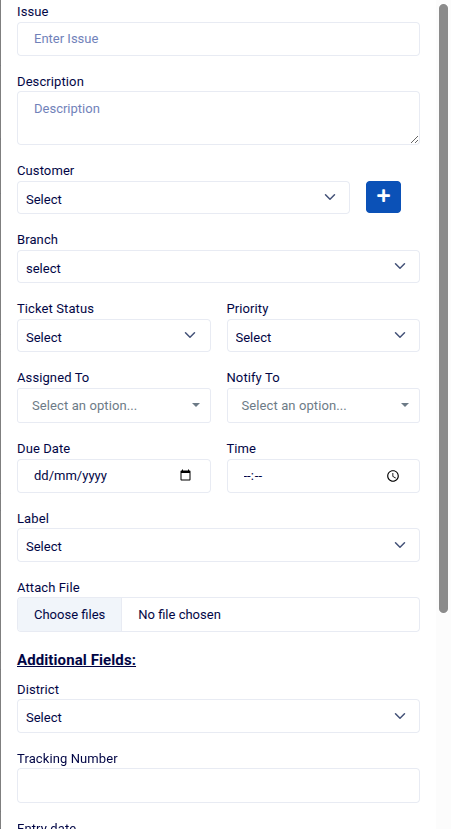 Issue
Enter Issue
Description
Description
Customer
Select
Branch
select
Ticket Status Priority
Select Select
Assigned To Notify To
Select an option... Select an option...
Due Date Time
dd/mm/yyyy --:--
Label
Select
Attach File
Choose files No file chosen
Additional Fields:
District
Select
Tracking Number
Entry date